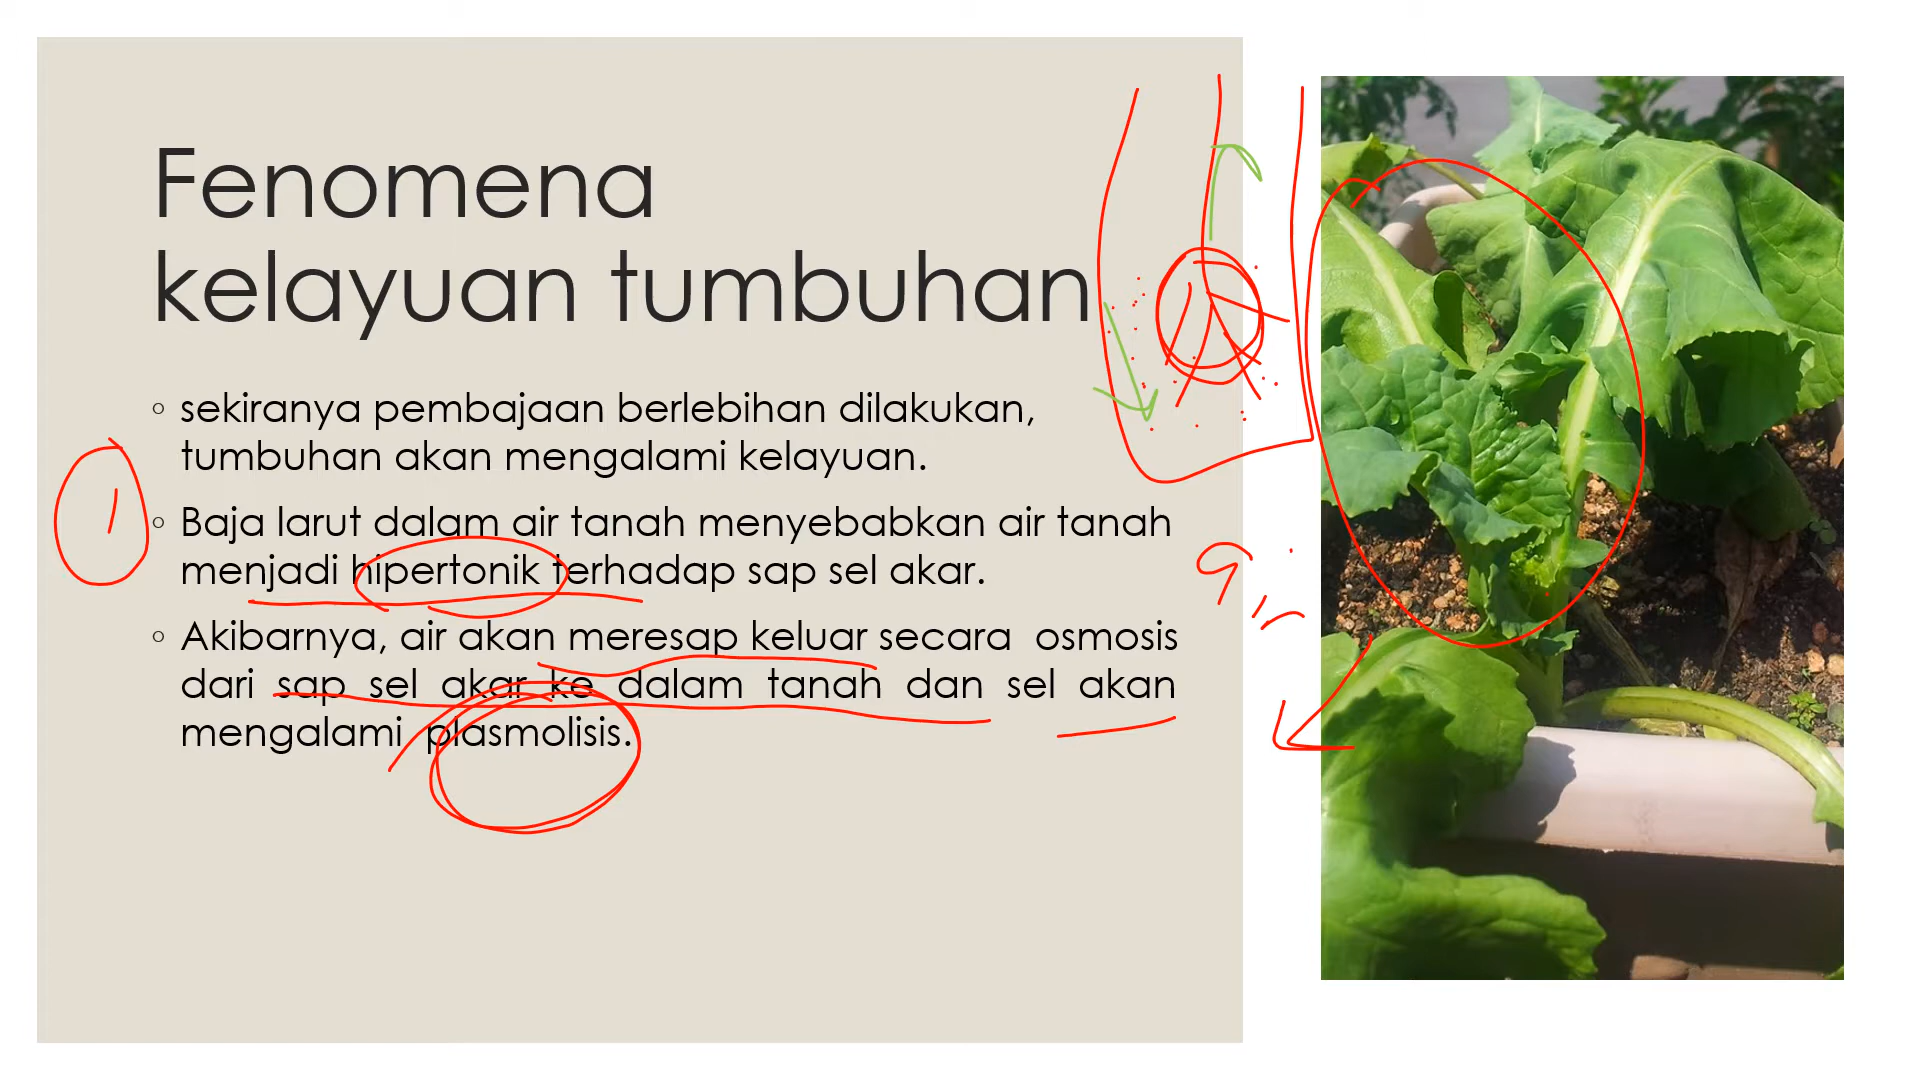 Fenomena
kelayuan tumbuhan
◦ sekiranya pembajaan berlebihan dilakukan,
tumbuhan akan mengalami kelayuan.
1
◦ Baja larut dalam air tanah menyebabkan air tanah
menjadi hipertonik terhadap sap sel akar.
◦ Akibarnya, air akan meresap keluar secara osmosis
dari sap sel akar ke dalam tanah dan sel akan
mengalami plasmolisis.